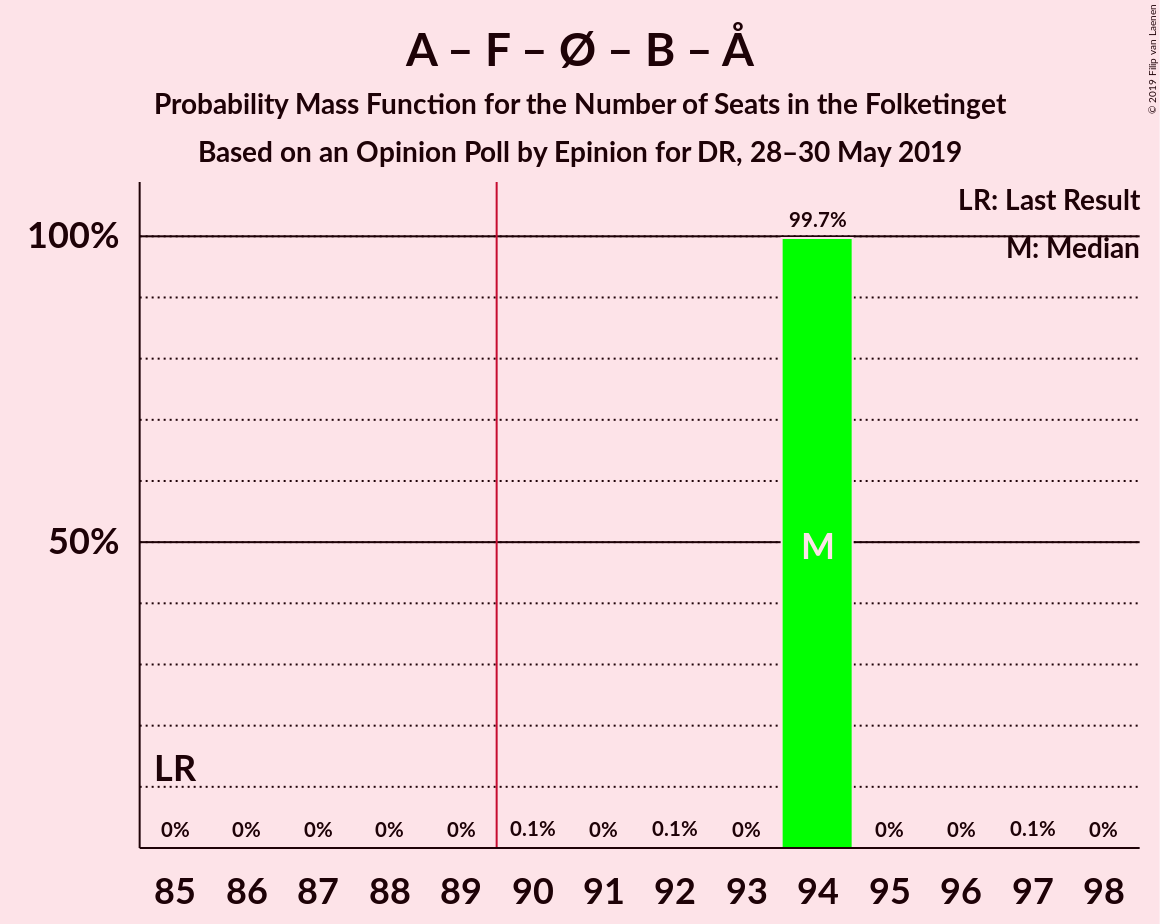 A – F – Ø – B – Å
Probability Mass Function for the Number of Seats in the Folketinget
Based on an Opinion Poll by Epinion for DR, 28–30 May 2019
© 2019 Filip van Laenen
LR: Last Result
M: Median
100%
50%
99.7%
M
LR
0% 0% 0% 0% 0% 0.1% 0% 0.1% 0% 0% 0% 0.1% 0%
85 86 87 88 89 90 91 92 93 94 95 96 97 98